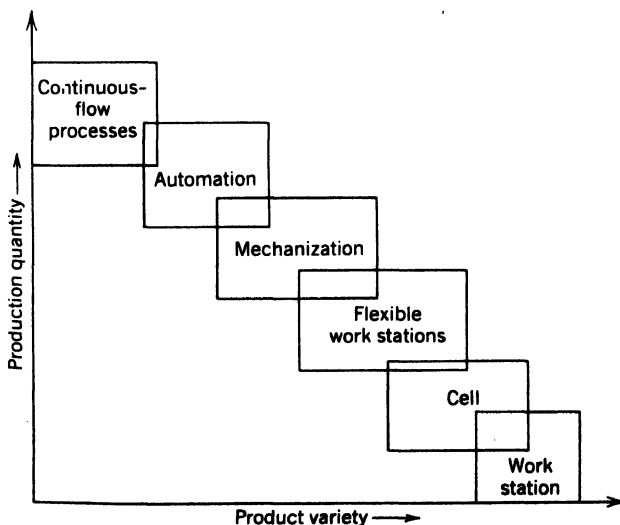 Continuous-
flow
processes
Automation
Mechanization
Flexible
work stations
Cell
Work
station
Production quantity
Product variety